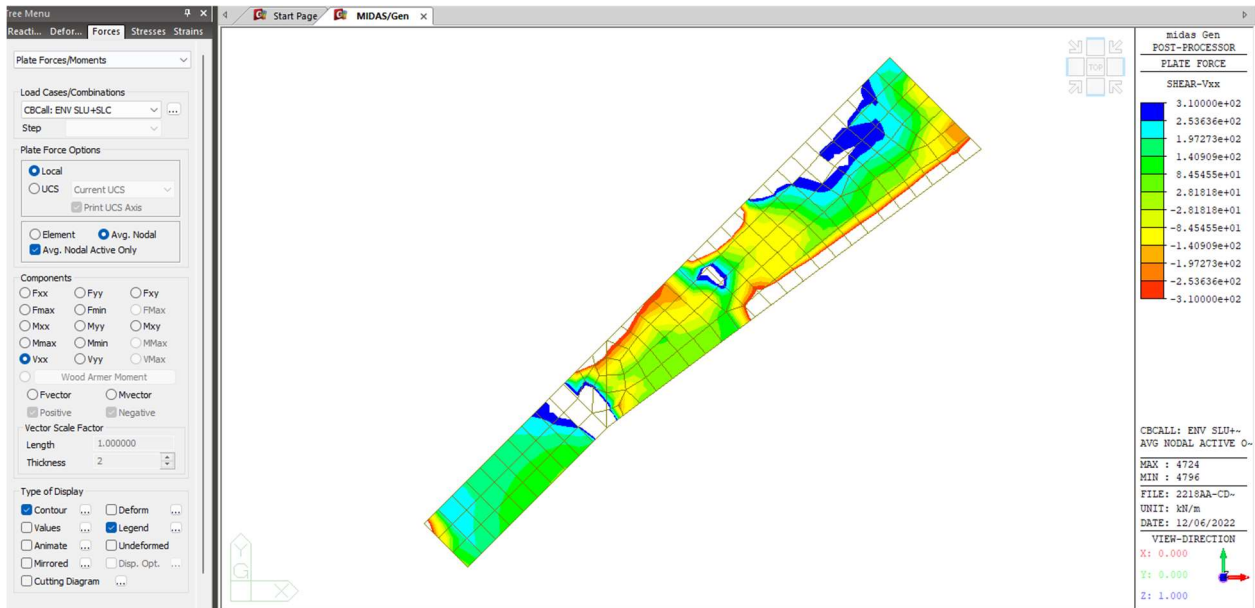 Tree Menu
Start Page
MIDAS/Gen
Reacti... Defor... Forces Stresses Strains
Plate Forces/Moments
Load Cases/Combinations
CBCall: ENV SLU+SLC ...
Step
Plate Force Options
Local
UCS Current UCS
Print UCS Axis
Element Avg. Nodal
Avg. Nodal Active Only
Components
Fxx Fyy Fxy
Fmax Fmin FMax
Mxx Myy Mxy
Mmax Mmin MMax
Vxx Vyy VMax
Wood Armer Moment
Fvector Mvector
Positive Negative
Vector Scale Factor
Length 1.000000
Thickness 2
Type of Display
Contour ... Deform ...
Values ... Legend ...
Animate ... Undeformed
Mirrored ... Disp. Opt. ...
Cutting Diagram ...
TOP
Y
G
X
midas Gen
POST-PROCESSOR
PLATE FORCE
SHEAR-Vxx
3.10000e+02
2.53636e+02
1.97273e+02
1.40909e+02
8.45455e+01
2.81818e+01
-2.81818e+01
-8.45455e+01
-1.40909e+02
-1.97273e+02
-2.53636e+02
-3.10000e+02
CBCALL: ENV SLU+~
AVG NODAL ACTIVE O~
MAX : 4724
MIN : 4796
FILE: 2218AA-CD~
UNIT: kN/m
DATE: 12/06/2022
VIEW-DIRECTION
X: 0.000
Y: 0.000
Z: 1.000